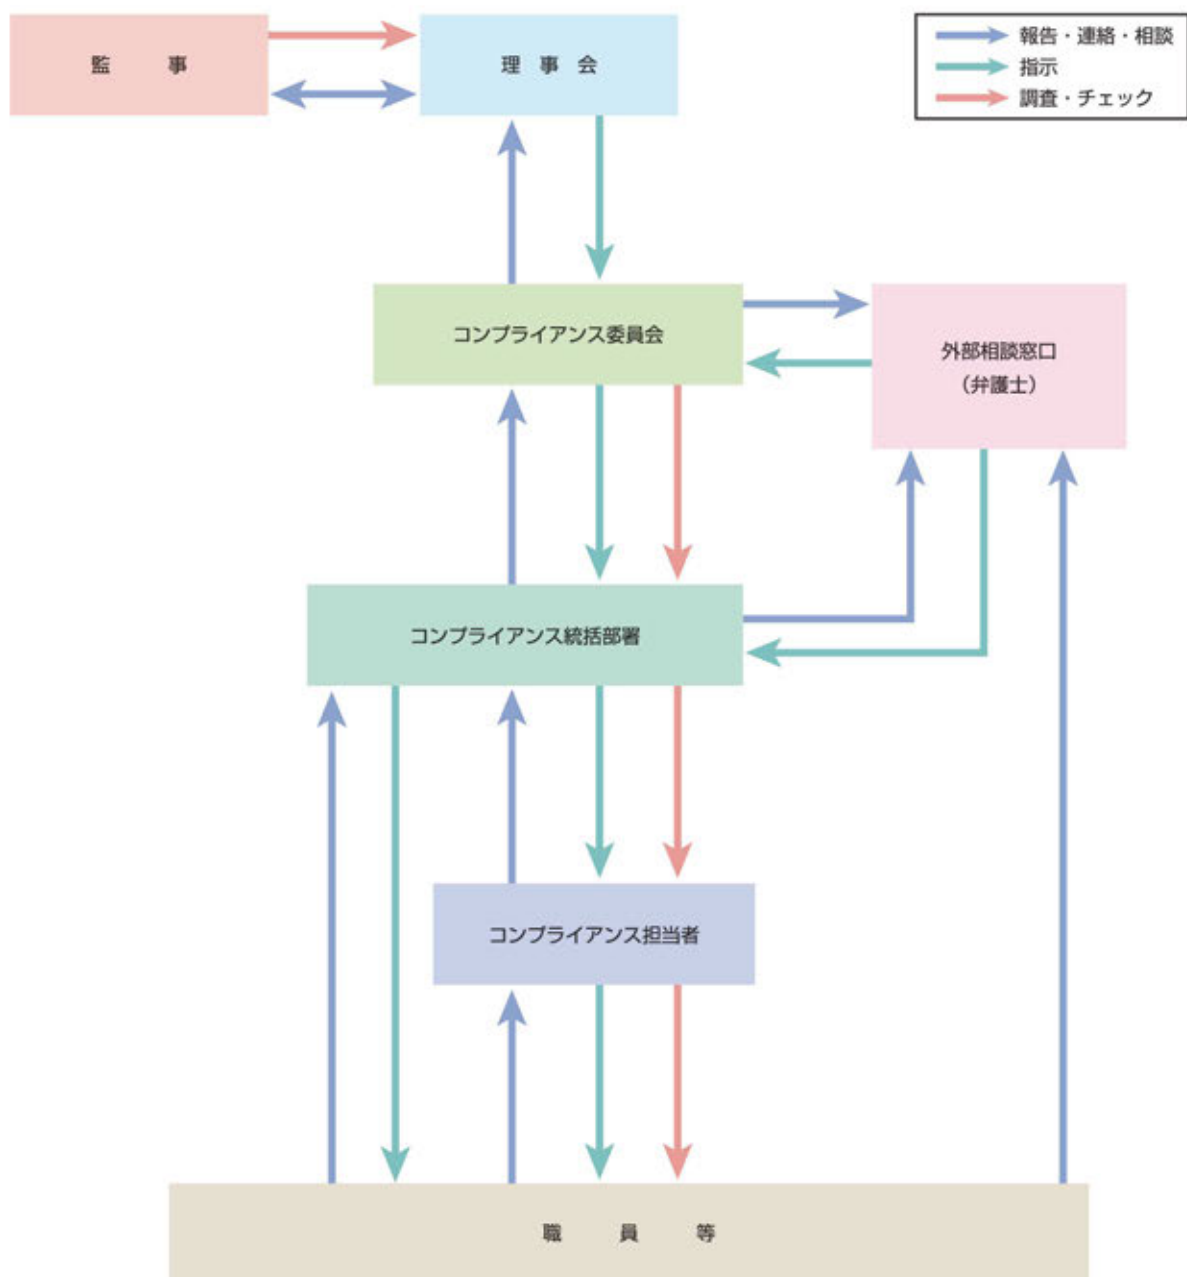 監事
理事会
報告・連絡・相談
指示
調査・チェック
コンプライアンス委員会
外部相談窓口
(弁護士)
コンプライアンス統括部署
コンプライアンス担当者
職員等